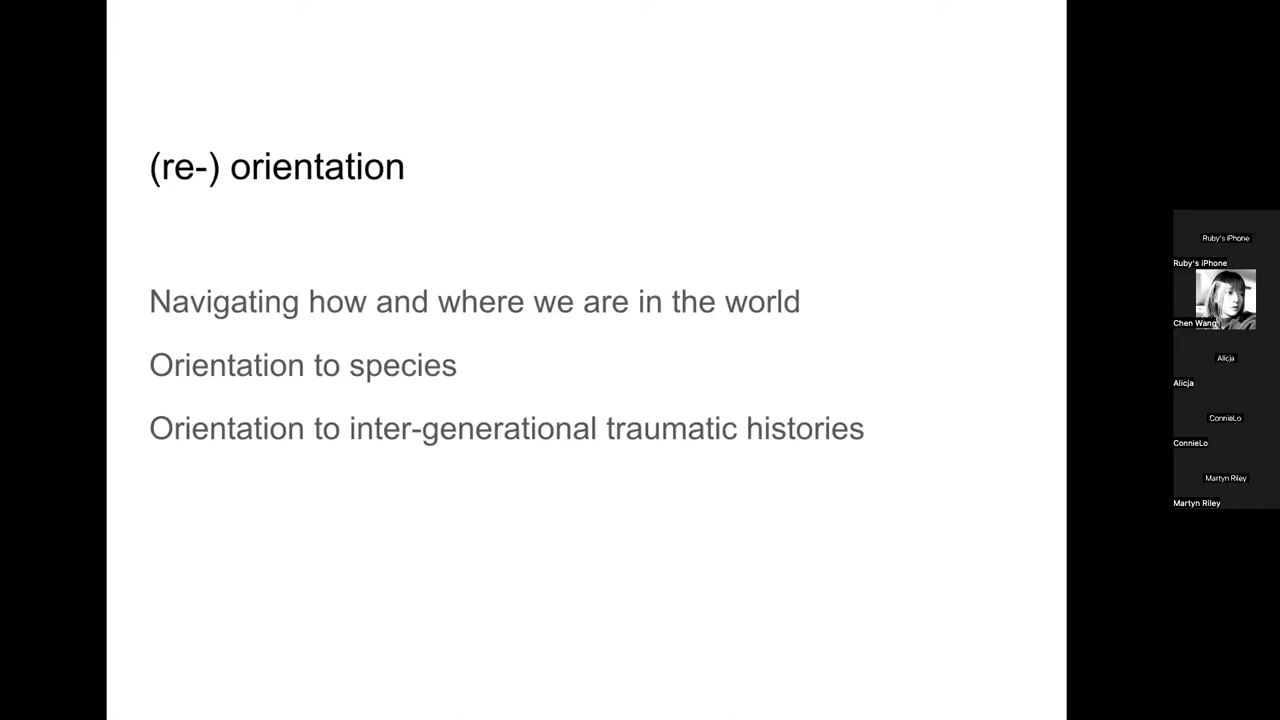 (re-) orientation
Navigating how and where we are in the world
Orientation to species
Orientation to inter-generational traumatic histories
Ruby's iPhone
Ruby's iPhone
Chen Wang
Alicja
Alicja
ConnieLo
ConnieLo
Martyn Riley
Martyn Riley